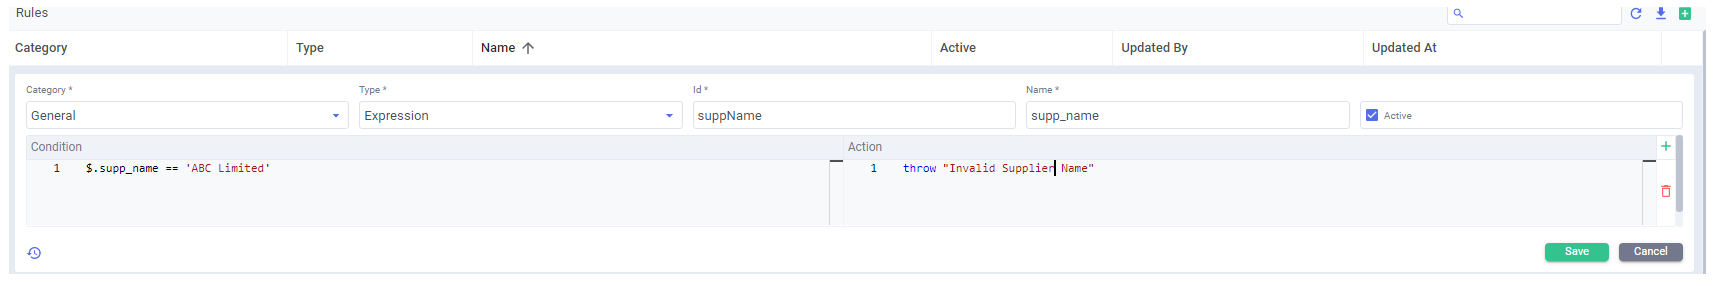 Rules
Category Type Name Active Updated By Updated At
Category * Type * Id * Name *
General Expression suppName supp_name Active
Condition Action
1 $.supp_name == 'ABC Limited' 1 throw "Invalid Supplier Name"
Save Cancel